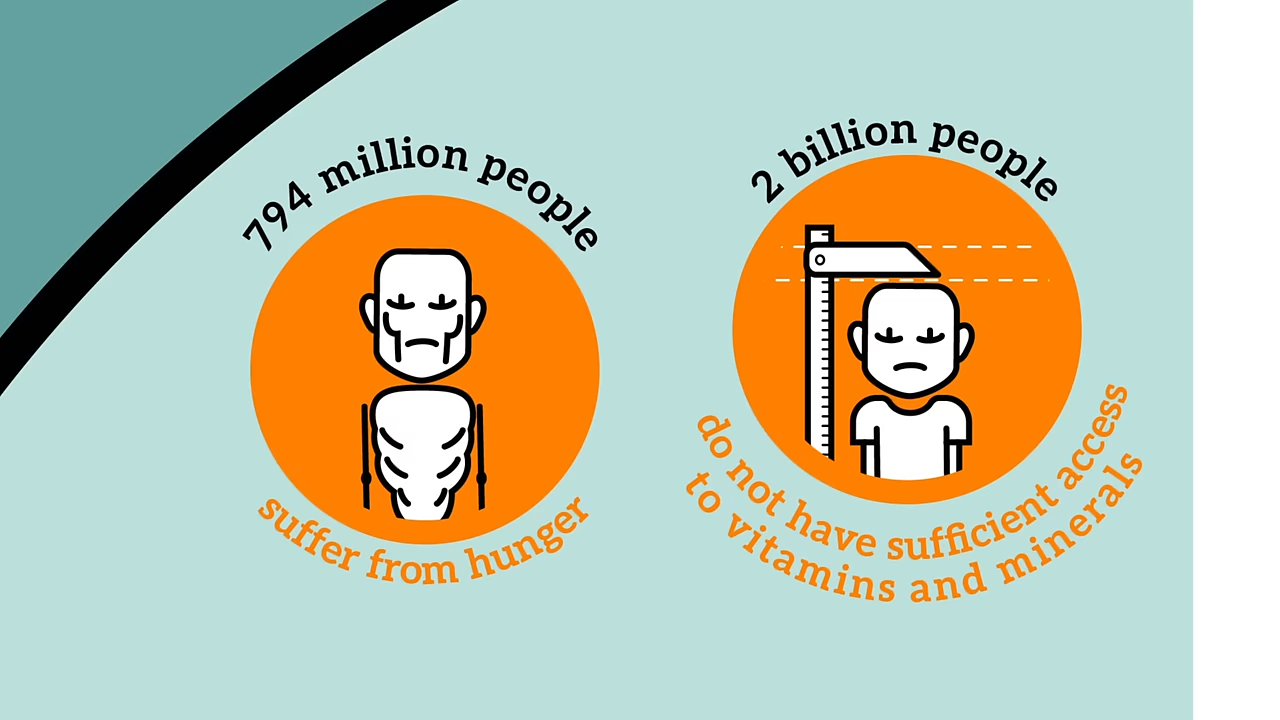 794 million people
suffer from hunger
2 billion people
do not have sufficient access
to vitamins and minerals